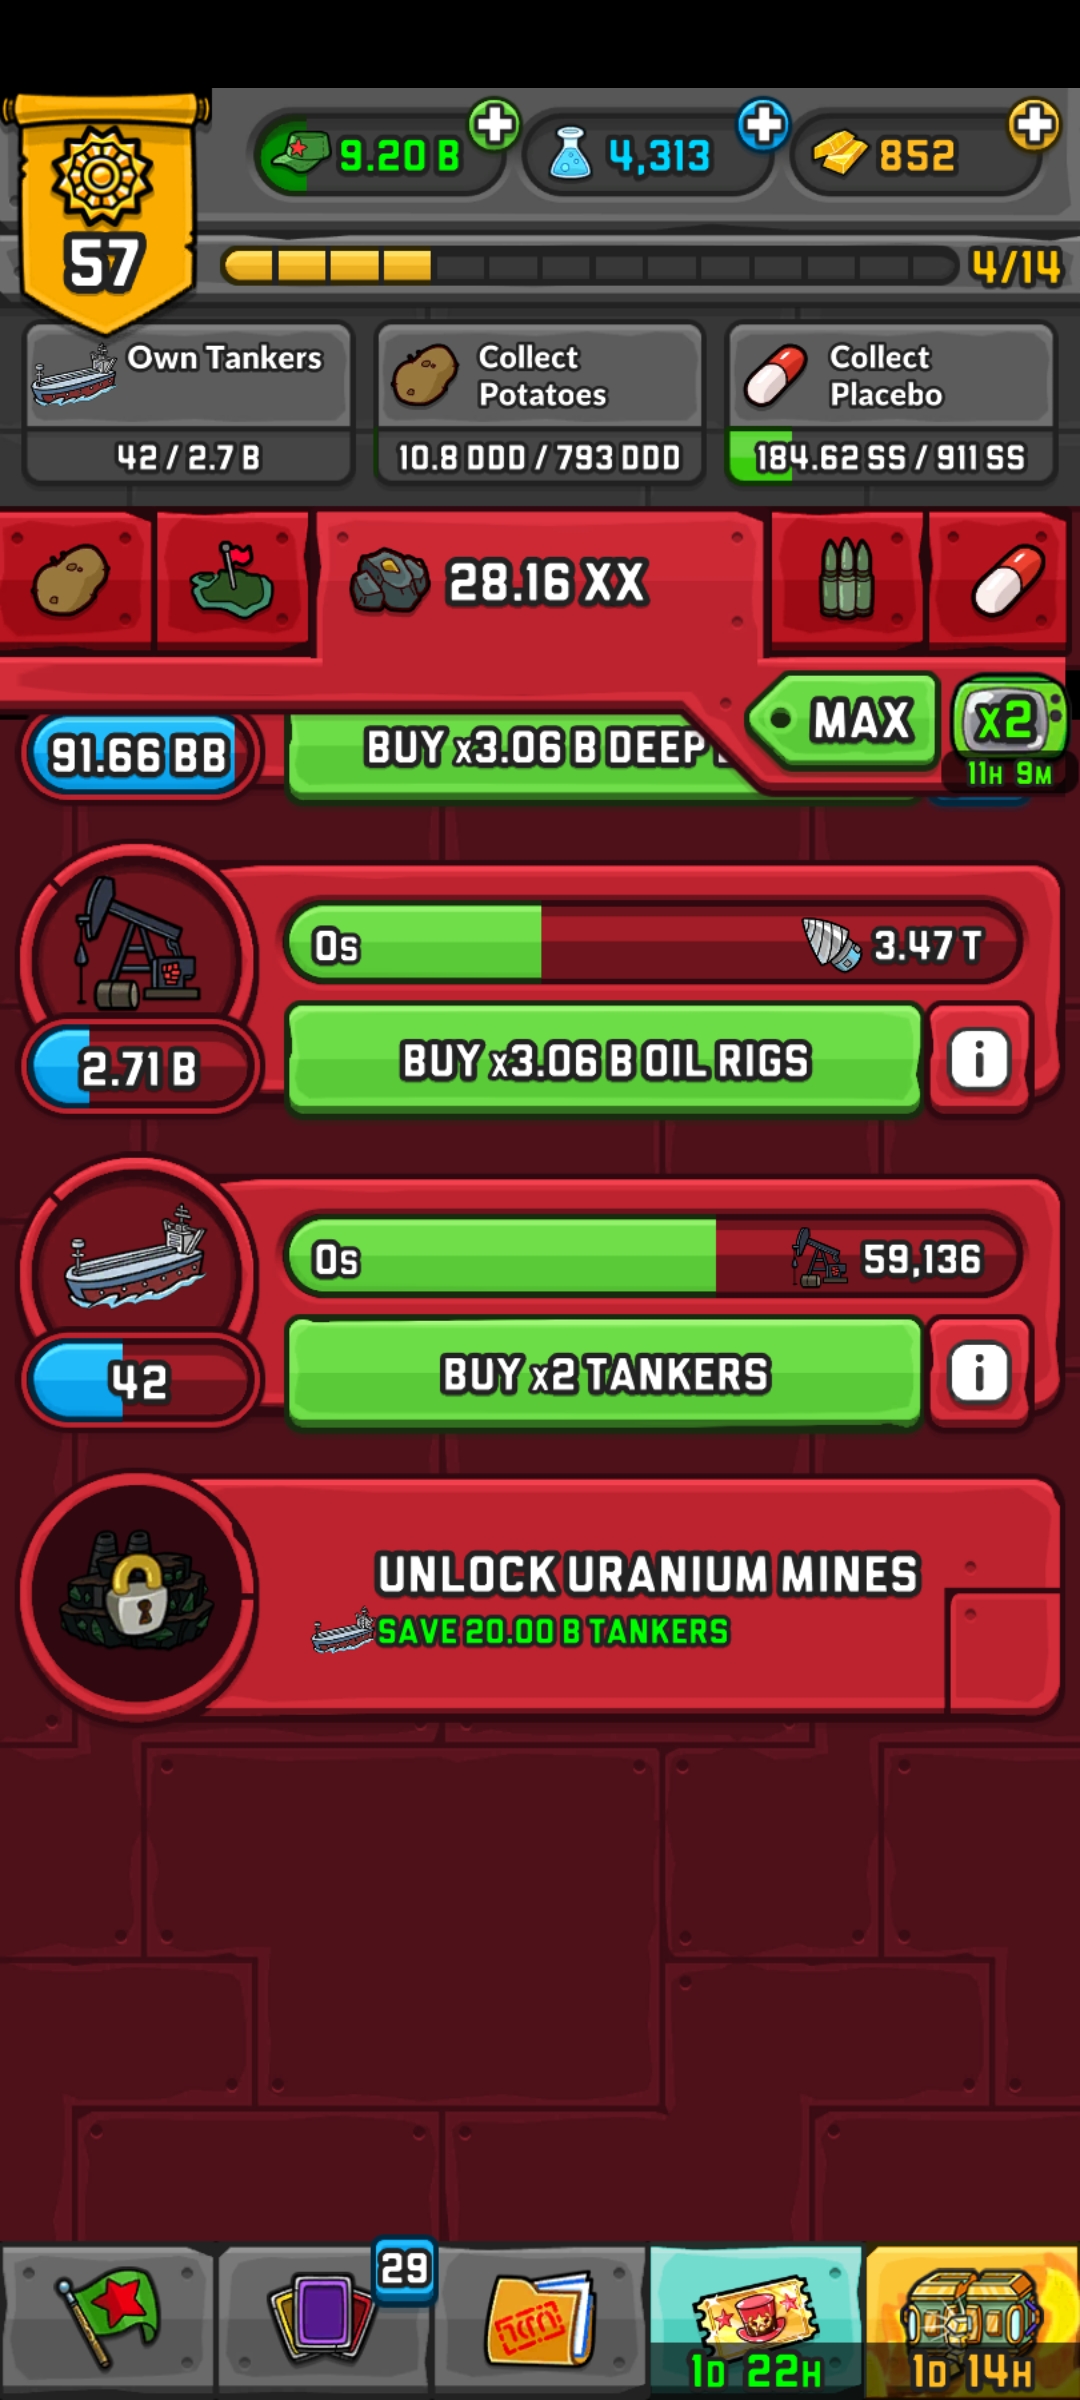 57
9.20 B
4,313
852
4/14
Own Tankers
42 / 2.7 B
Collect
Potatoes
10.8 DDD / 793 DDD
Collect
Placebo
184.62 SS / 911 SS
28.16 XX
MAX
x2
11H 9M
91.66 BB
BUY x3.06 B DEEP
0s
3.47 T
2.71 B
BUY x3.06 B OIL RIGS
i
0s
59,136
42
BUY x2 TANKERS
i
UNLOCK URANIUM MINES
SAVE 20.00 B TANKERS
29
1D 22H
1D 14H